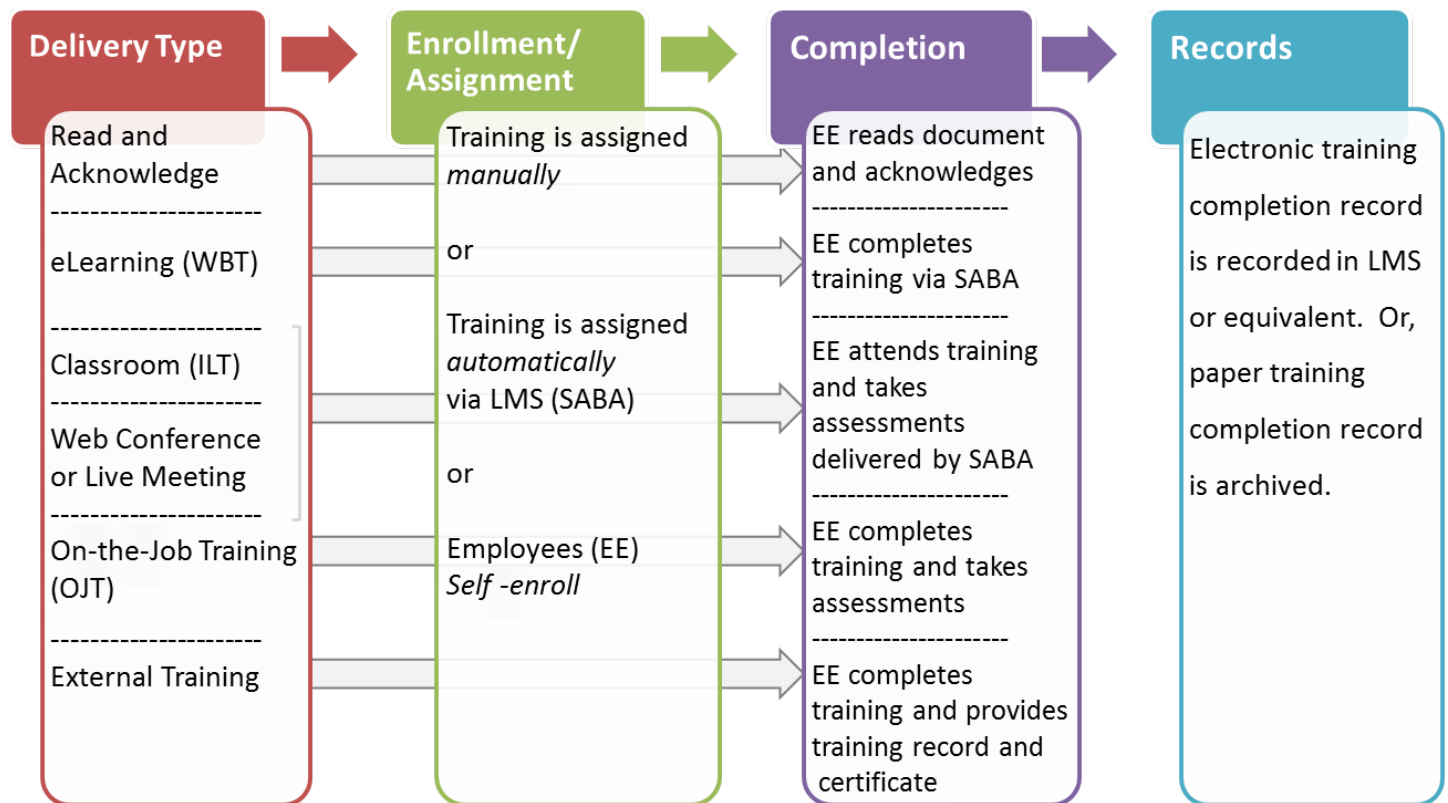 Delivery Type
Read and
Acknowledge
----------------------
eLearning (WBT)
----------------------
Classroom (ILT)
----------------------
Web Conference
or Live Meeting
----------------------
On-the-Job Training
(OJT)
----------------------
External Training
Enrollment/
Assignment
Training is assigned
manually
or
Training is assigned
automatically
via LMS (SABA)
or
Employees (EE)
Self -enroll
Completion
EE reads document
and acknowledges
---------------------
EE completes
training via SABA
---------------------
EE attends training
and takes
assessments
delivered by SABA
---------------------
EE completes
training and takes
assessments
---------------------
EE completes
training and provides
training record and
certificate
Records
Electronic training
completion record
is recorded in LMS
or equivalent.  Or,
paper training
completion record
is archived.